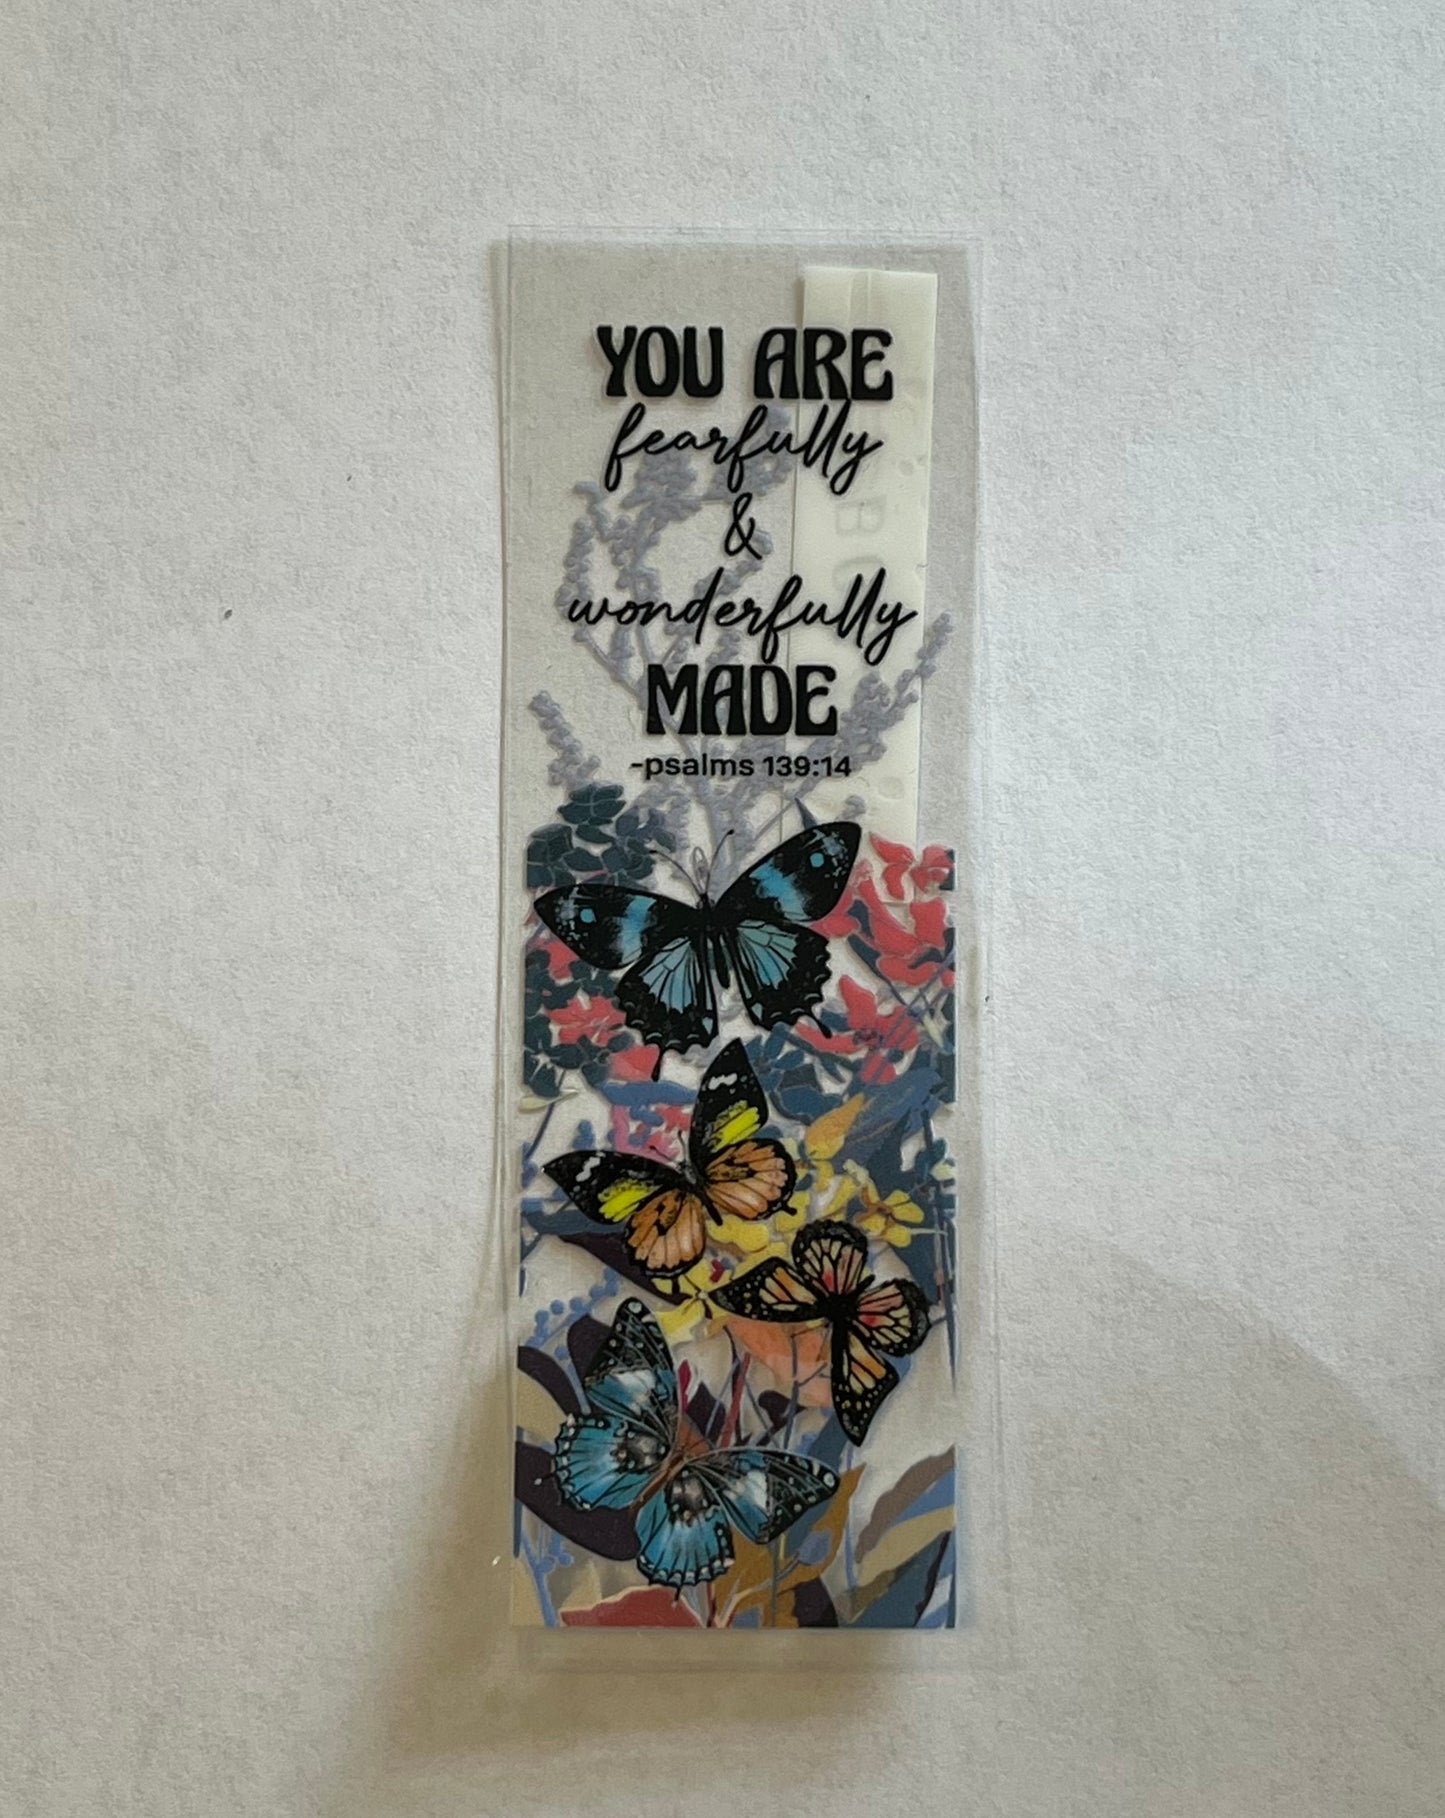 YOU ARE
fearfully
&
wonderfully
MADE
-psalms 139:14